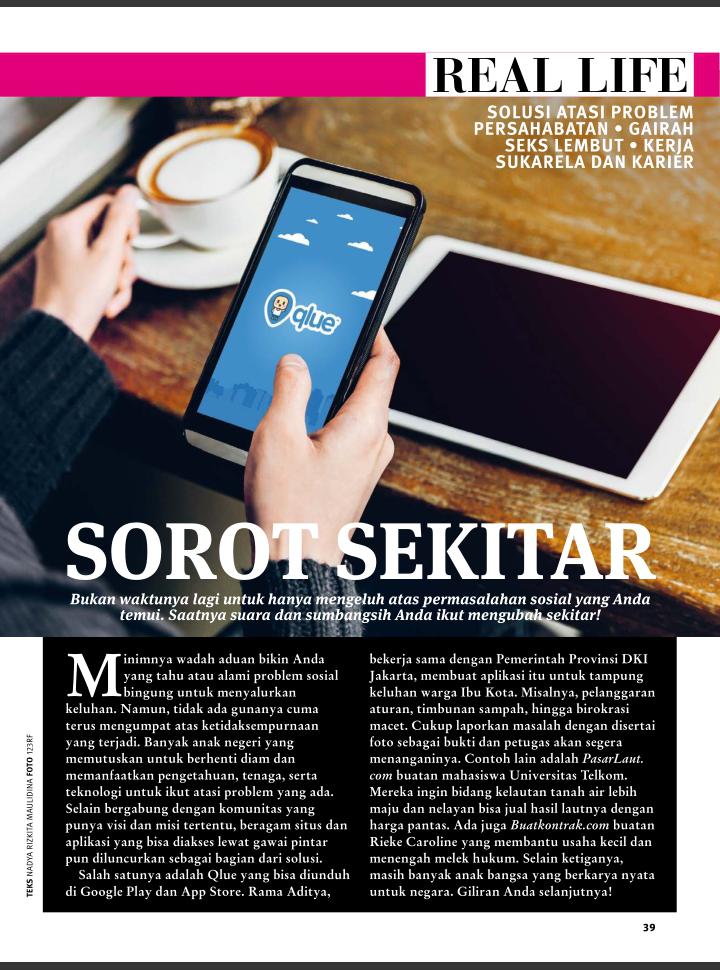 REAL LIFE
SOLUSI ATASI PROBLEM
PERSAHABATAN • GAIRAH
SEKS LEMBUT • KERJA
SUKARELA DAN KARIER
qlue
SOROT SEKITAR
Bukan waktunya lagi untuk hanya mengeluh atas permasalahan sosial yang Anda
temui. Saatnya suara dan sumbangsih Anda ikut mengubah sekitar!
Minimnya wadah aduan bikin Anda
yang tahu atau alami problem sosial
bingung untuk menyalurkan
keluhan. Namun, tidak ada gunanya cuma
terus mengumpat atas ketidaksempurnaan
yang terjadi. Banyak anak negeri yang
memutuskan untuk berhenti diam dan
memanfaatkan pengetahuan, tenaga, serta
teknologi untuk ikut atasi problem yang ada.
Selain bergabung dengan komunitas yang
punya visi dan misi tertentu, beragam situs dan
aplikasi yang bisa diakses lewat gawai pintar
pun diluncurkan sebagai bagian dari solusi.
Salah satunya adalah Qlue yang bisa diunduh
di Google Play dan App Store. Rama Aditya,
bekerja sama dengan Pemerintah Provinsi DKI
Jakarta, membuat aplikasi itu untuk tampung
keluhan warga Ibu Kota. Misalnya, pelanggaran
aturan, timbunan sampah, hingga birokrasi
macet. Cukup laporkan masalah dengan disertai
foto sebagai bukti dan petugas akan segera
menanganinya. Contoh lain adalah PasarLaut.
com buatan mahasiswa Universitas Telkom.
Mereka ingin bidang kelautan tanah air lebih
maju dan nelayan bisa jual hasil lautnya dengan
harga pantas. Ada juga Buatkontrak.com buatan
Rieke Caroline yang membantu usaha kecil dan
menengah melek hukum. Selain ketiganya,
masih banyak anak bangsa yang berkarya nyata
untuk negara. Giliran Anda selanjutnya!
TEKS NADYA RIZKITA MAULIDINA FOTO 123RF
39